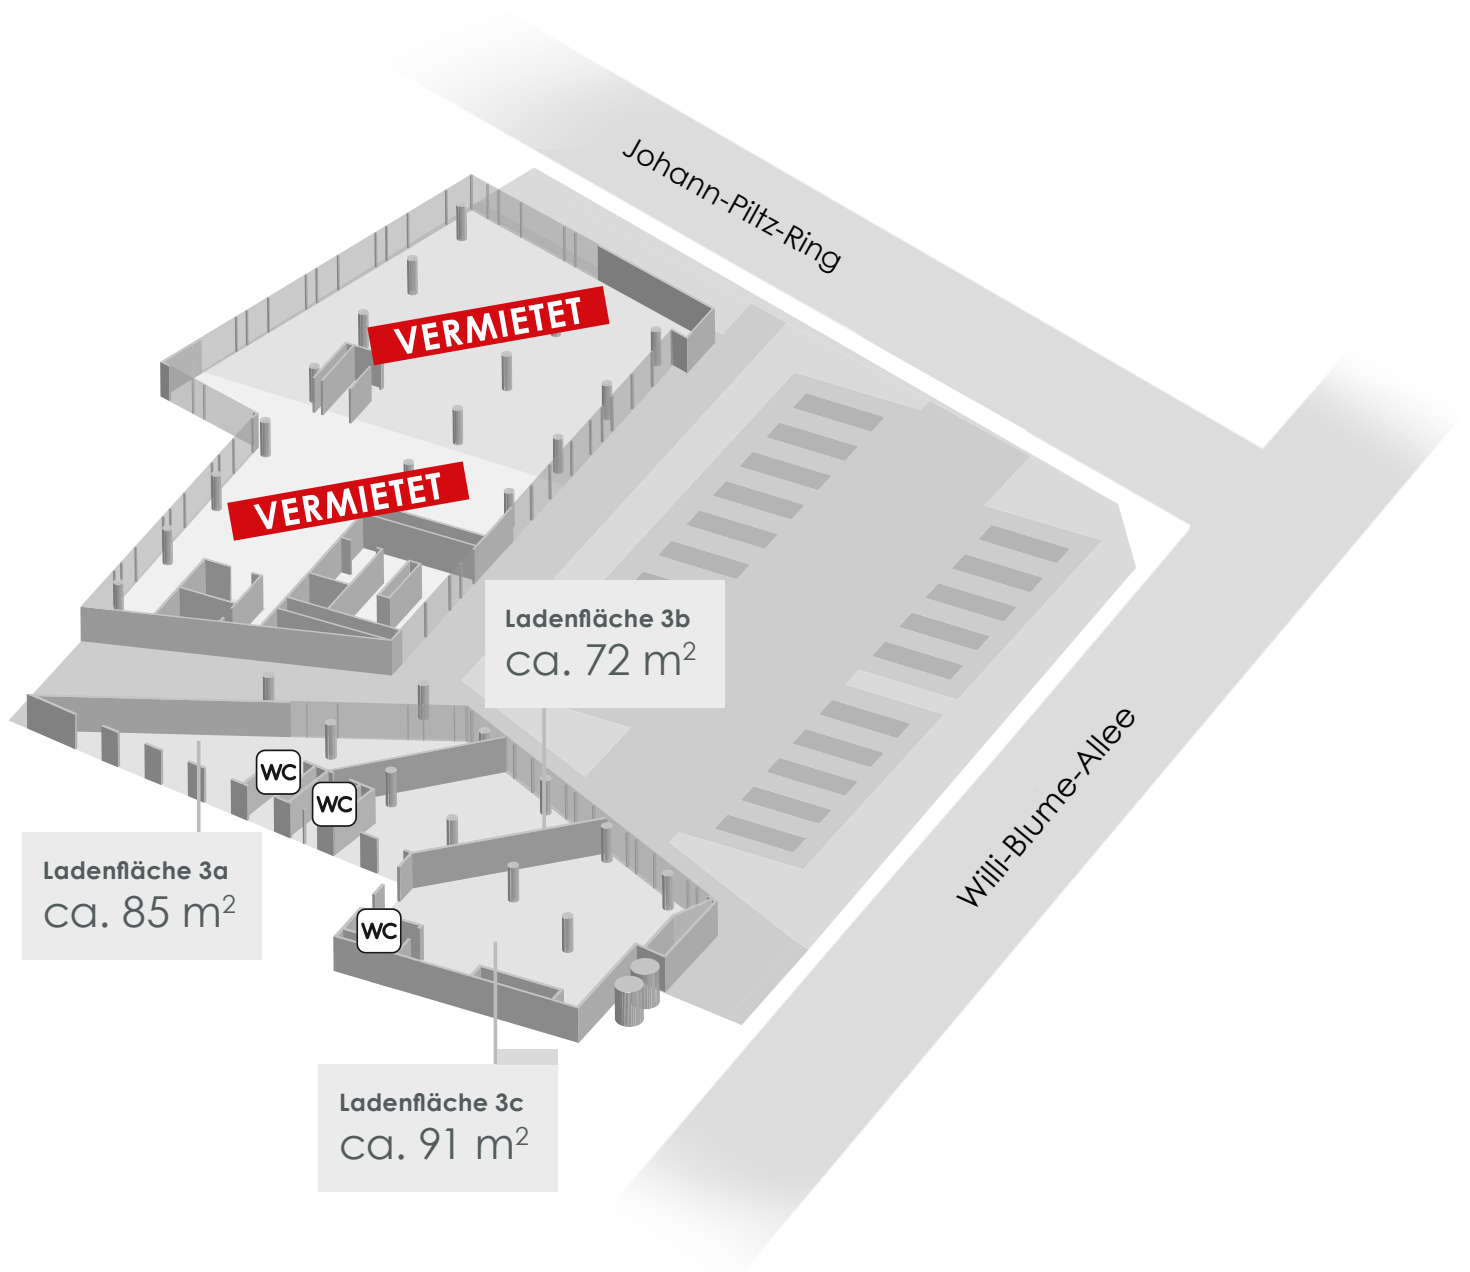 Johann-Piltz-Ring
VERMIETET
VERMIETET
Ladenfläche 3b
ca. 72 m²
Willi-Blume-Allee
WC
WC
Ladenfläche 3a
ca. 85 m²
WC
Ladenfläche 3c
ca. 91 m²